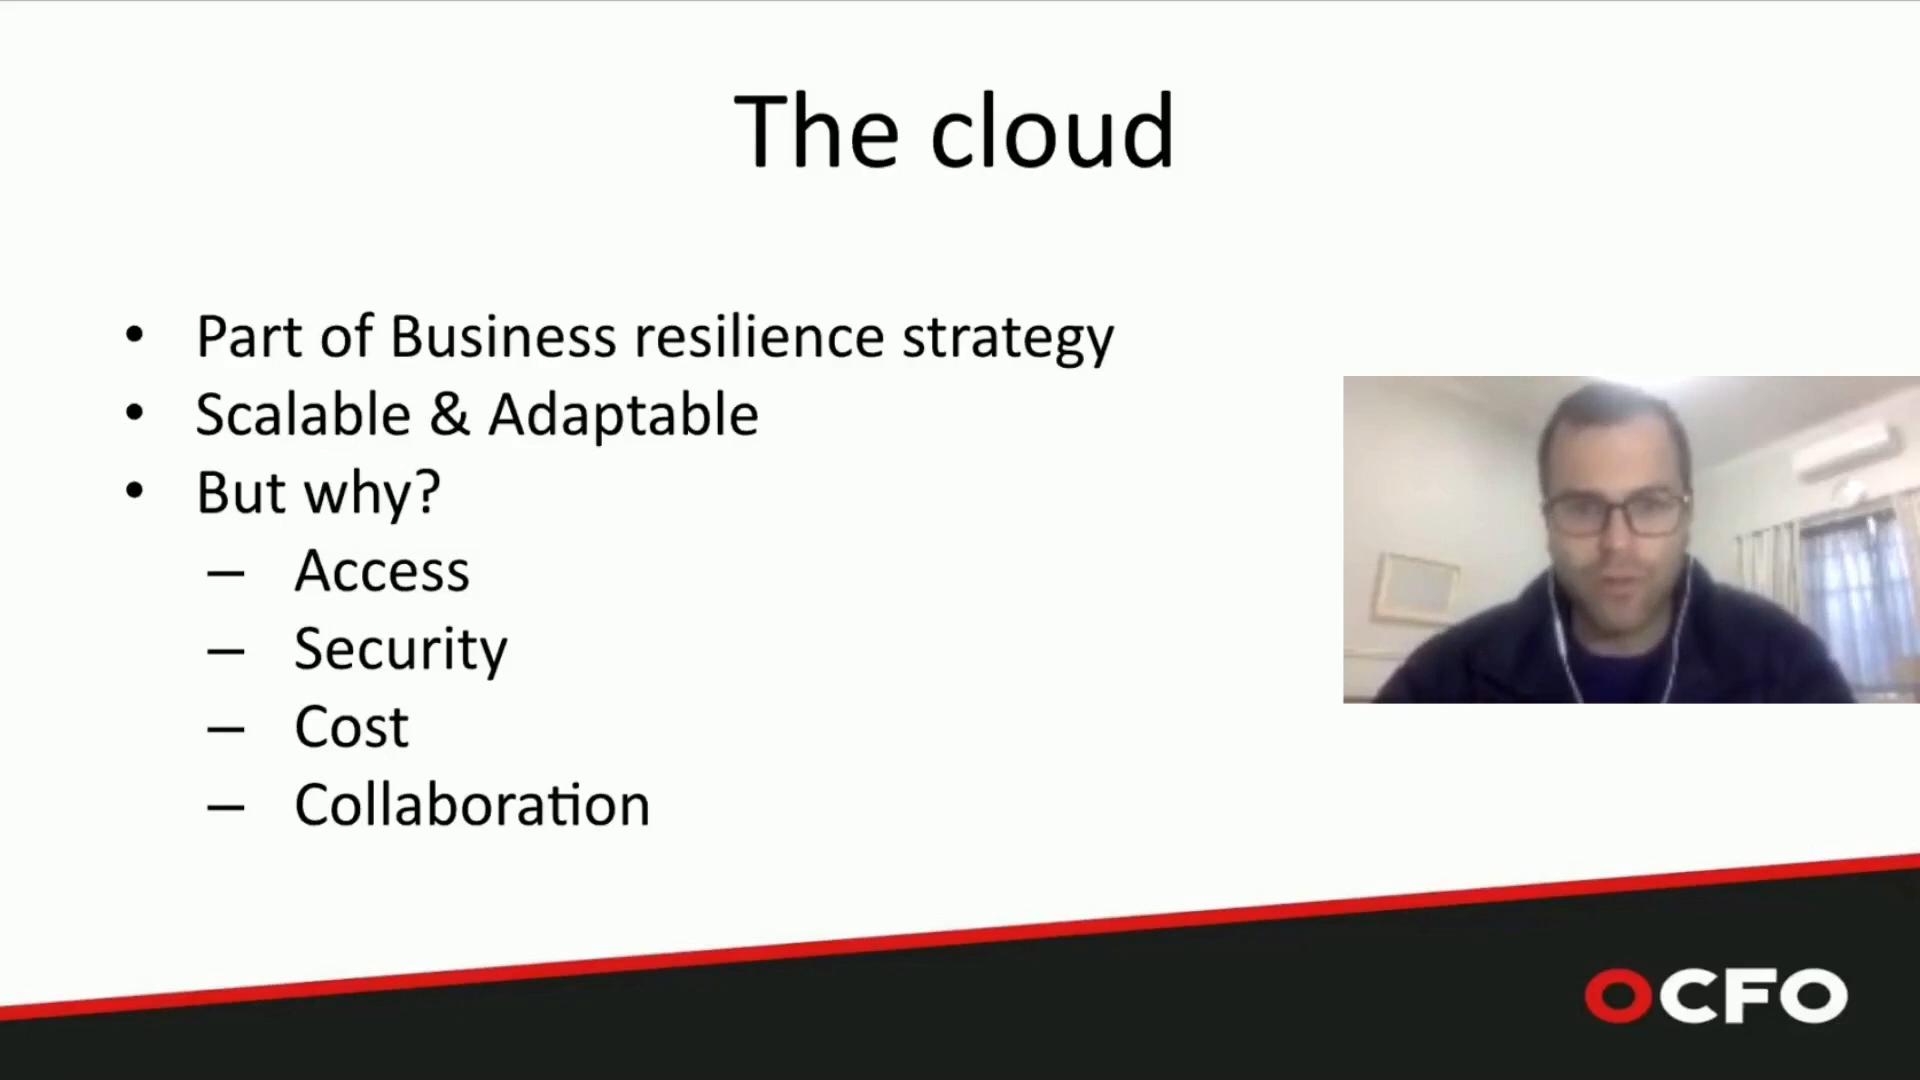 The cloud
• Part of Business resilience strategy
• Scalable & Adaptable
• But why?
– Access
– Security
– Cost
– Collaboration
OCFO